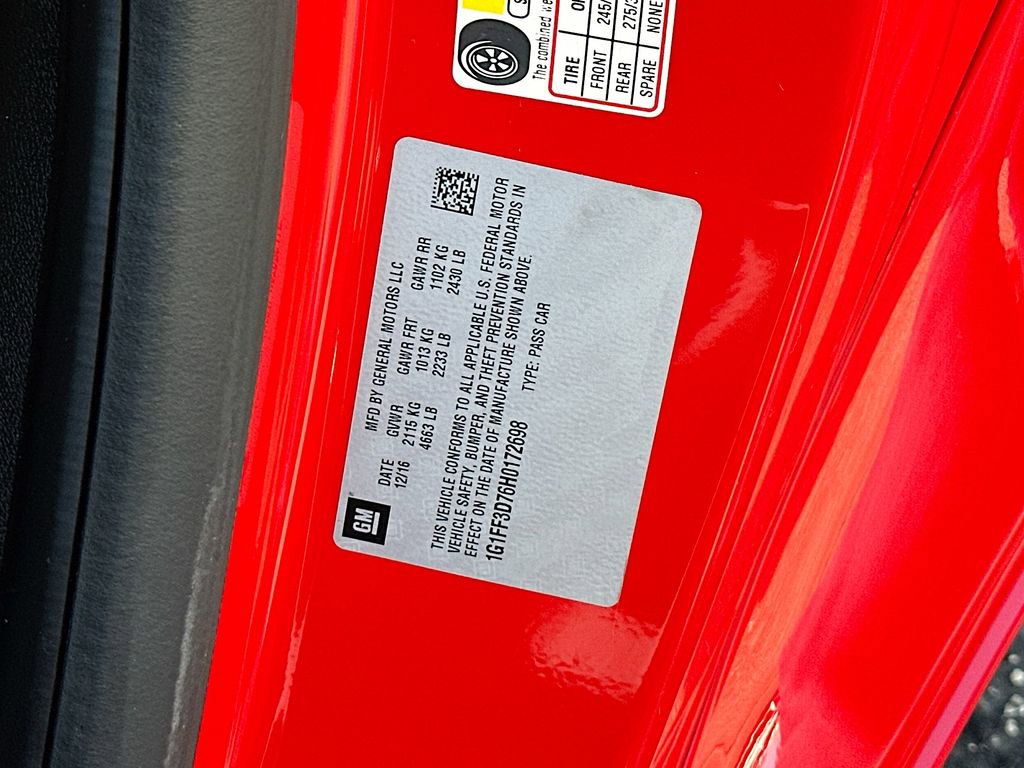 GM
MFD BY GENERAL MOTORS LLC
DATE GVWR GAWR FRT GAWR RR
12/16 2115 KG 1013 KG 1102 KG
4663 LB 2233 LB 2430 LB
THIS VEHICLE CONFORMS TO ALL APPLICABLE U.S. FEDERAL MOTOR
VEHICLE SAFETY, BUMPER, AND THEFT PREVENTION STANDARDS IN
EFFECT ON THE DATE OF MANUFACTURE SHOWN ABOVE.
1G1FF3D76H0172698 TYPE: PASS CAR
The combined
TIRE
FRONT 245/
REAR 275/
SPARE NONE